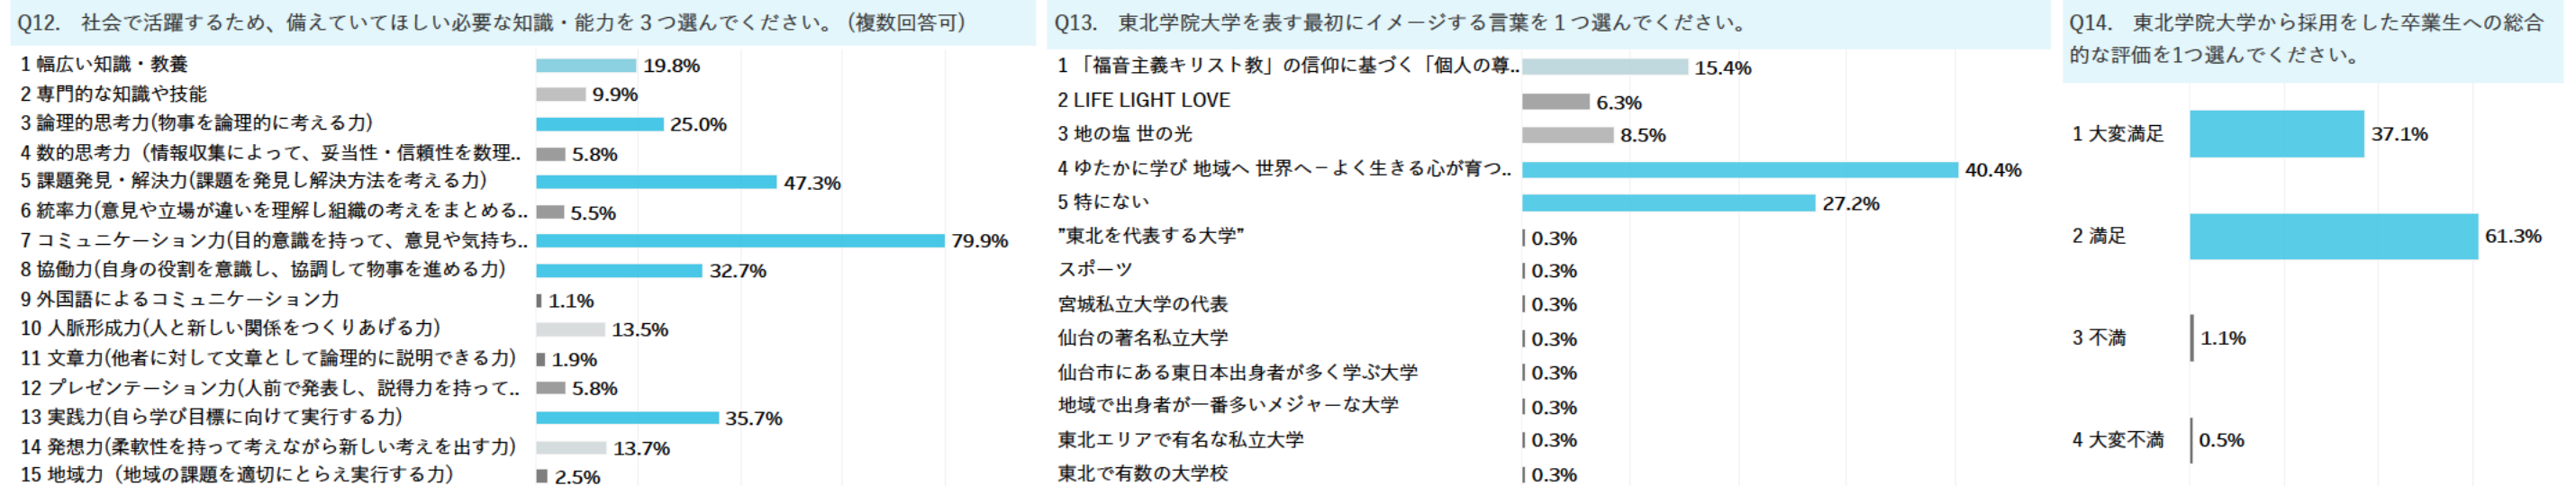 Q12. 社会で活躍するため、備えていてほしい必要な知識・能力を３つ選んでください。（複数回答可）
1 幅広い知識・教養 19.8%
2 専門的な知識や技能 9.9%
3 論理的思考力(物事を論理的に考える力) 25.0%
4 数的思考力（情報収集によって、妥当性・信頼性を数理.. 5.8%
5 課題発見・解決力(課題を発見し解決方法を考える力) 47.3%
6 統率力(意見や立場が違いを理解し組織の考えをまとめる.. 5.5%
7 コミュニケーション力(目的意識を持って、意見や気持ち.. 79.9%
8 協働力(自身の役割を意識し、協調して物事を進める力) 32.7%
9 外国語によるコミュニケーション力 1.1%
10 人脈形成力(人と新しい関係をつくりあげる力) 13.5%
11 文章力(他者に対して文章として論理的に説明できる力) 1.9%
12 プレゼンテーション力(人前で発表し、説得力を持って.. 5.8%
13 実践力(自ら学び目標に向けて実行する力) 35.7%
14 発想力(柔軟性を持って考えながら新しい考えを出す力) 13.7%
15 地域力（地域の課題を適切にとらえ実行する力） 2.5%
Q13. 東北学院大学を表す最初にイメージする言葉を１つ選んでください。
1 「福音主義キリスト教」の信仰に基づく「個人の尊.. 15.4%
2 LIFE LIGHT LOVE 6.3%
3 地の塩 世の光 8.5%
4 ゆたかに学び 地域へ 世界へ－よく生きる心が育つ.. 40.4%
5 特にない 27.2%
”東北を代表する大学” 0.3%
スポーツ 0.3%
宮城私立大学の代表 0.3%
仙台の著名私立大学 0.3%
仙台市にある東日本出身者が多く学ぶ大学 0.3%
地域で出身者が一番多いメジャーな大学 0.3%
東北エリアで有名な私立大学 0.3%
東北で有数の大学校 0.3%
Q14. 東北学院大学から採用をした卒業生への総合
的な評価を1つ選んでください。
1 大変満足 37.1%
2 満足 61.3%
3 不満 1.1%
4 大変不満 0.5%